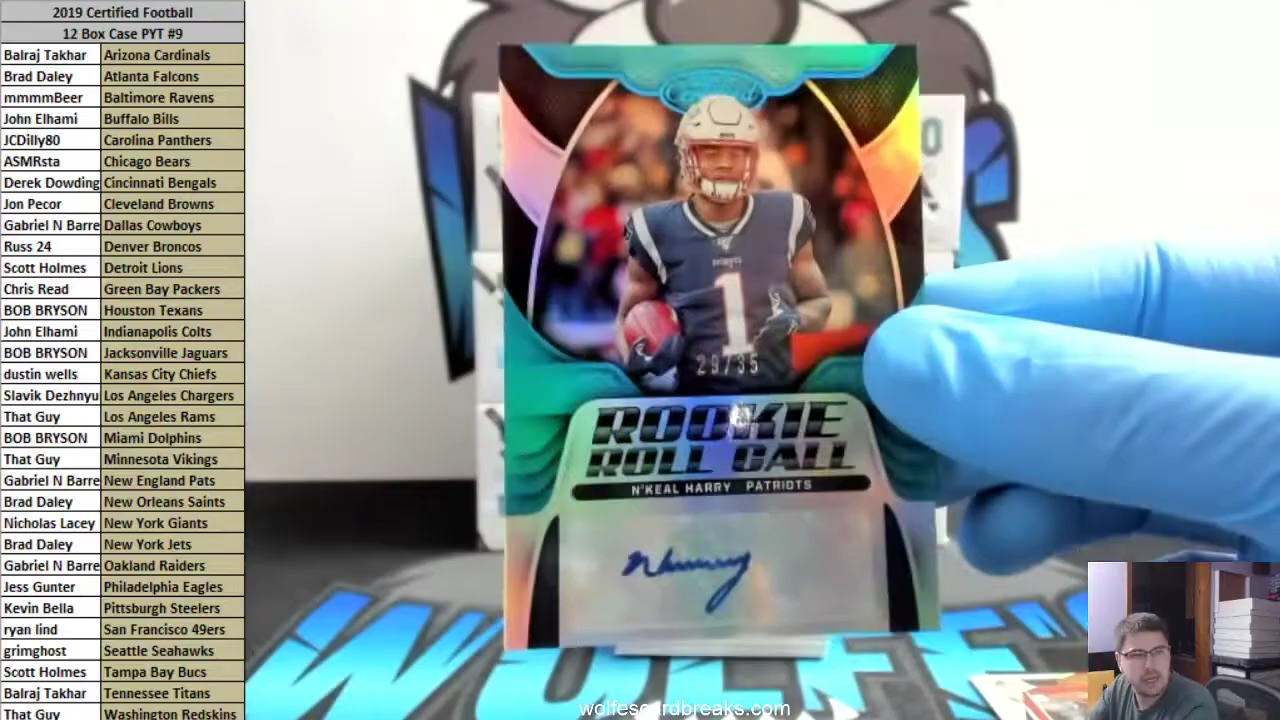 2019 Certified Football
12 Box Case PYT #9
Balraj Takhar Arizona Cardinals
Brad Daley Atlanta Falcons
mmmmBeer Baltimore Ravens
John Elhami Buffalo Bills
JCDilly80 Carolina Panthers
ASMRsta Chicago Bears
Derek Dowding Cincinnati Bengals
Jon Pecor Cleveland Browns
Gabriel N Barre Dallas Cowboys
Russ 24 Denver Broncos
Scott Holmes Detroit Lions
Chris Read Green Bay Packers
BOB BRYSON Houston Texans
John Elhami Indianapolis Colts
BOB BRYSON Jacksonville Jaguars
dustin wells Kansas City Chiefs
Slavik Dezhnyu Los Angeles Chargers
That Guy Los Angeles Rams
BOB BRYSON Miami Dolphins
That Guy Minnesota Vikings
Gabriel N Barre New England Pats
Brad Daley New Orleans Saints
Nicholas Lacey New York Giants
Brad Daley New York Jets
Gabriel N Barre Oakland Raiders
Jess Gunter Philadelphia Eagles
Kevin Bella Pittsburgh Steelers
ryan lind San Francisco 49ers
grimghost Seattle Seahawks
Scott Holmes Tampa Bay Bucs
Balraj Takhar Tennessee Titans
That Guy Washington Redskins
Certified
PATRIOTS
1
29/35
ROOKIE
ROLL CALL
N'KEAL HARRY PATRIOTS
WOLFE'S
wolfescardbreaks.com